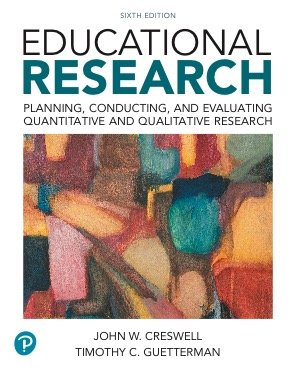 SIXTH EDITION
EDUCATIONAL
RESEARCH
PLANNING, CONDUCTING, AND EVALUATING
QUANTITATIVE AND QUALITATIVE RESEARCH
P
JOHN W. CRESWELL
TIMOTHY C. GUETTERMAN